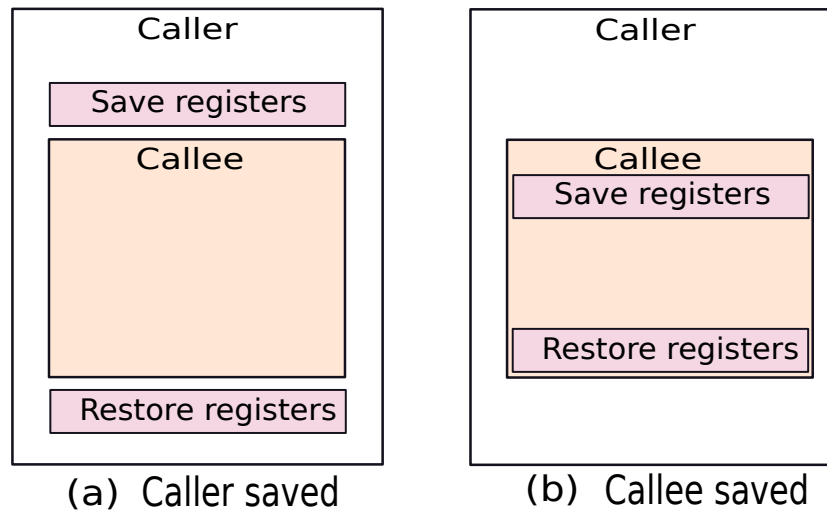 Caller
Save registers
Callee
Restore registers
(a) Caller saved
Caller
Callee
Save registers
Restore registers
(b) Callee saved